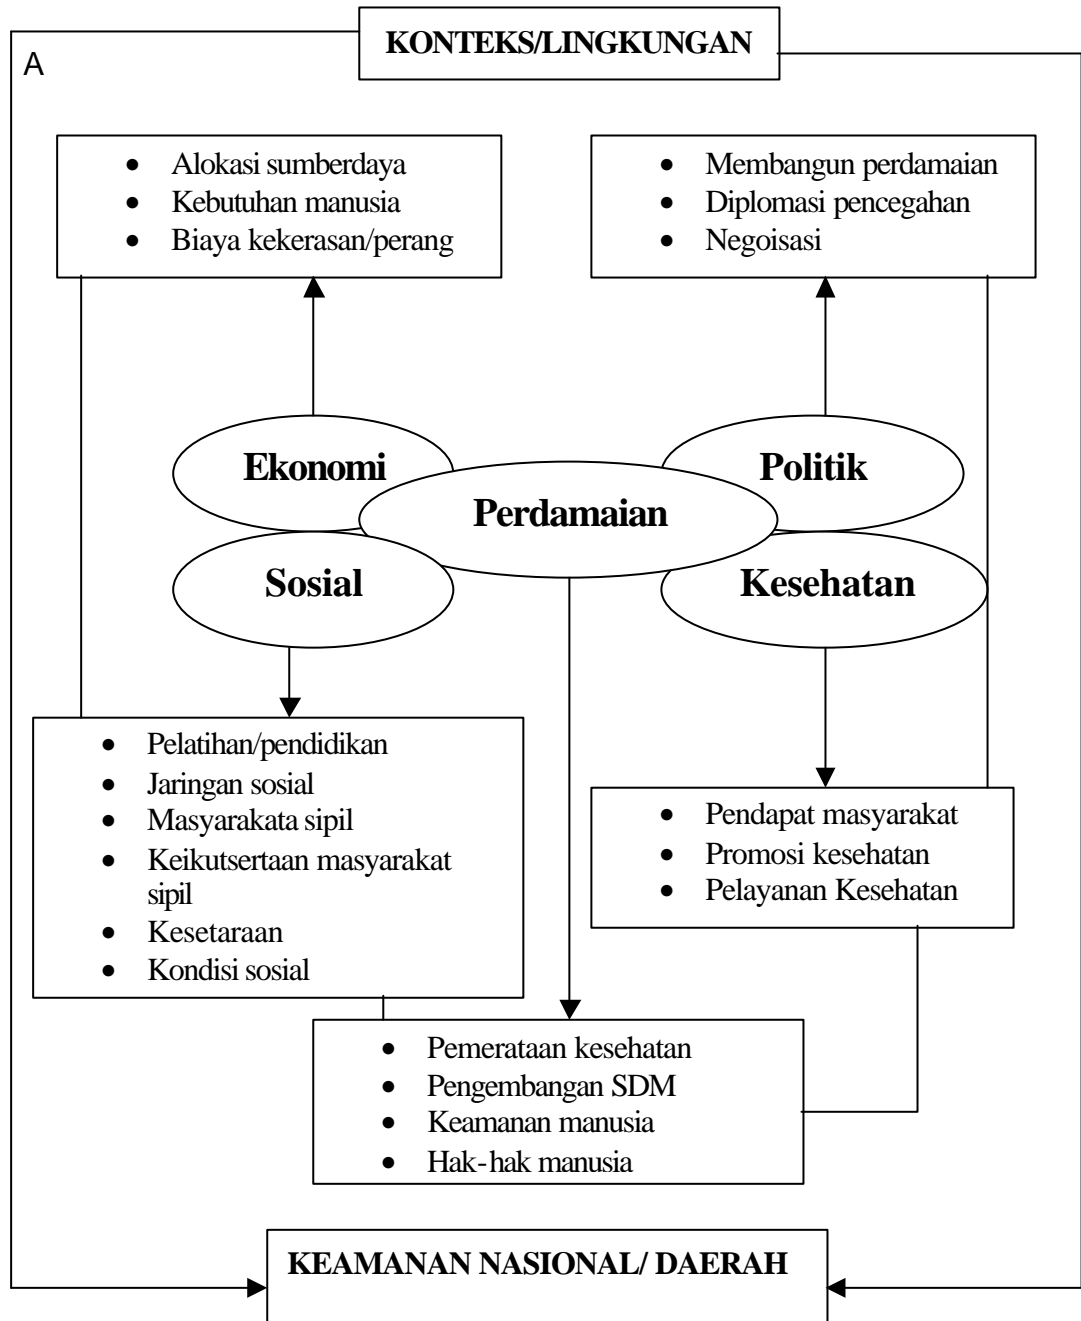 KONTEKS/LINGKUNGAN
A
• Alokasi sumberdaya
• Kebutuhan manusia
• Biaya kekerasan/perang
• Membangun perdamaian
• Diplomasi pencegahan
• Negoisasi
Ekonomi
Politik
Perdamaian
Sosial
Kesehatan
• Pelatihan/pendidikan
• Jaringan sosial
• Masyarakata sipil
• Keikutsertaan masyarakat
sipil
• Kesetaraan
• Kondisi sosial
• Pendapat masyarakat
• Promosi kesehatan
• Pelayanan Kesehatan
• Pemerataan kesehatan
• Pengembangan SDM
• Keamanan manusia
• Hak-hak manusia
KEAMANAN NASIONAL/ DAERAH